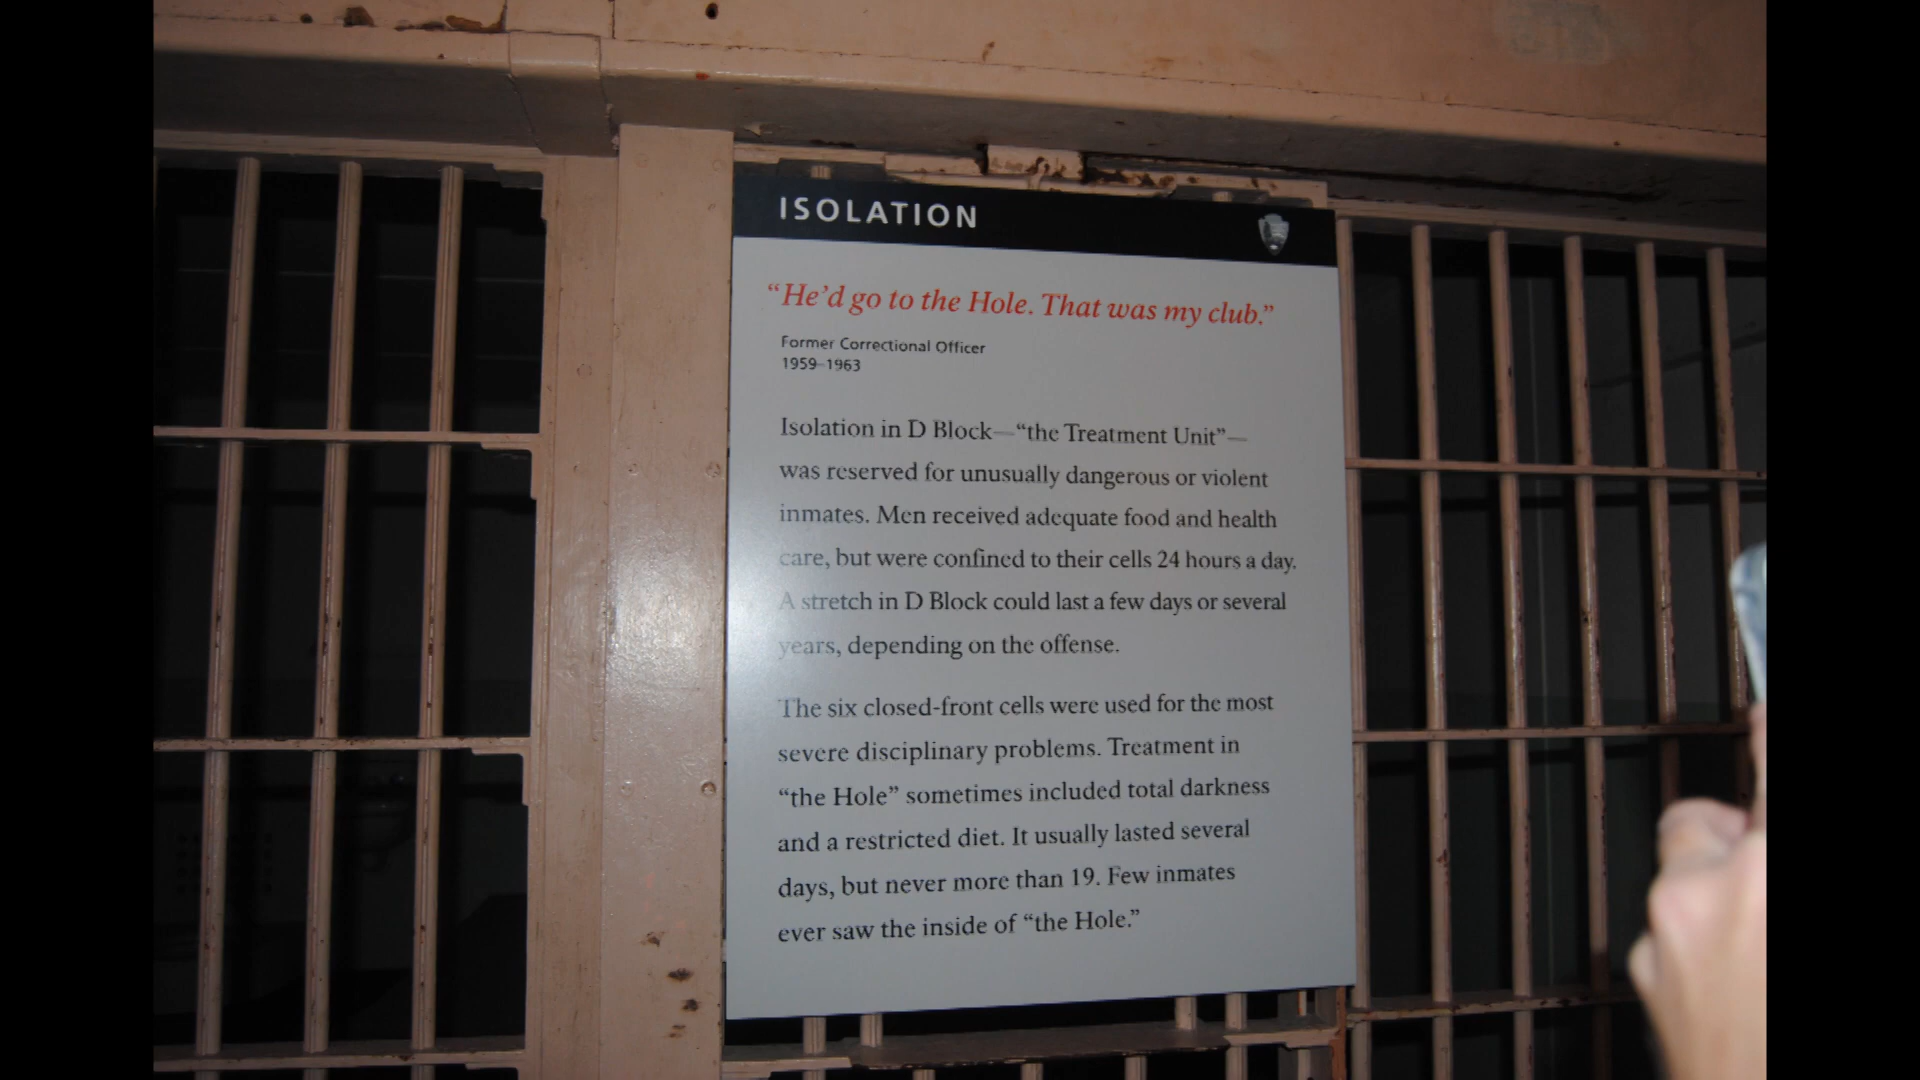 ISOLATION
“He’d go to the Hole. That was my club.”
Former Correctional Officer
1959–1963
Isolation in D Block—“the Treatment Unit”—
was reserved for unusually dangerous or violent
inmates. Men received adequate food and health
care, but were confined to their cells 24 hours a day.
A stretch in D Block could last a few days or several
years, depending on the offense.
The six closed-front cells were used for the most
severe disciplinary problems. Treatment in
“the Hole” sometimes included total darkness
and a restricted diet. It usually lasted several
days, but never more than 19. Few inmates
ever saw the inside of “the Hole.”